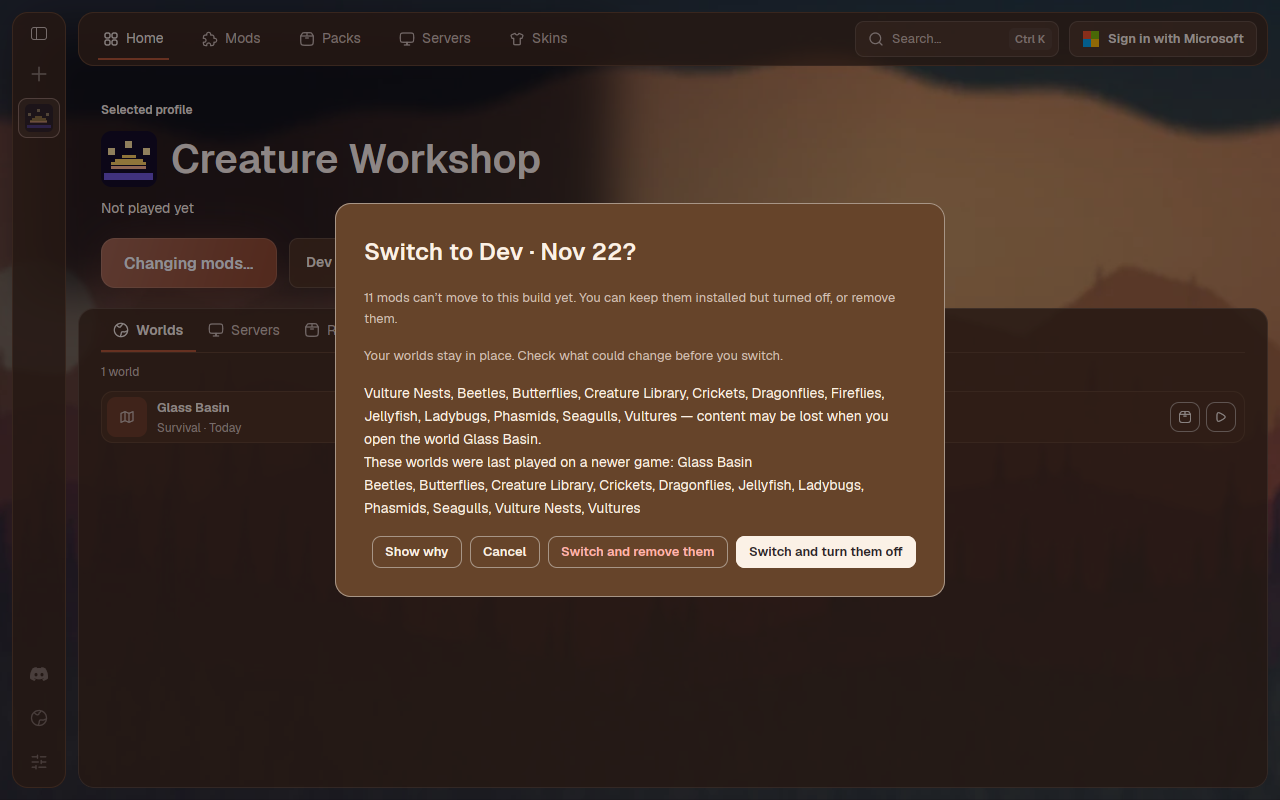 Home
Mods
Packs
Servers
Skins
Search...
Ctrl K
Sign in with Microsoft
Selected profile
Creature Workshop
Not played yet
Changing mods...
Dev
Worlds
Servers
R
1 world
Glass Basin
Survival · Today
Switch to Dev · Nov 22?
11 mods can’t move to this build yet. You can keep them installed but turned off, or remove
them.
Your worlds stay in place. Check what could change before you switch.
Vulture Nests, Beetles, Butterflies, Creature Library, Crickets, Dragonflies, Fireflies,
Jellyfish, Ladybugs, Phasmids, Seagulls, Vultures — content may be lost when you
open the world Glass Basin.
These worlds were last played on a newer game: Glass Basin
Beetles, Butterflies, Creature Library, Crickets, Dragonflies, Jellyfish, Ladybugs,
Phasmids, Seagulls, Vulture Nests, Vultures
Show why
Cancel
Switch and remove them
Switch and turn them off